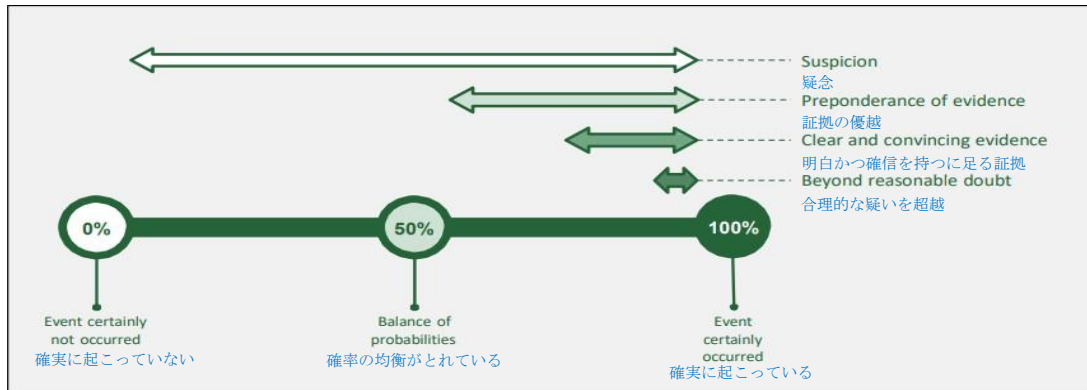 Suspicion
疑念
Preponderance of evidence
証拠の優越
Clear and convincing evidence
明白かつ確信を持つに足る証拠
Beyond reasonable doubt
合理的な疑いを超越
0%
50%
100%
Event certainly
not occurred
確実に起こっていない
Balance of
probabilities
確率の均衡がとれている
Event
certainly
occurred
確実に起こっている